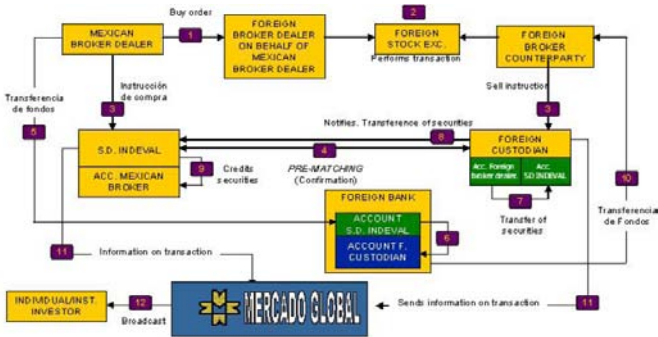 MEXICAN
BROKER DEALER
Buy order
1
FOREIGN
BROKER DEALER
ON BEHALF OF
MEXICAN
BROKER DEALER
2
FOREIGN
STOCK EXC.
Performs transaction
FOREIGN
BROKER
COUNTERPARTY
Transferencia
de fondos
5
Instrucción
de compra
3
Sell instruction
3
Notifies. Transference of securities
8
S.D. INDEVAL
ACC. MEXICAN
BROKER
9
Credits
securities
4
PRE-MATCHING
(Confirmation)
FOREIGN
CUSTODIAN
Acc. Foreign
broker dealer.
Acc.
SD INDEVAL
7
Transfer of
securities
10
Transferencia
de Fondos
FOREIGN BANK
ACCOUNT
S.D. INDEVAL
ACCOUNT F.
CUSTODIAN
6
11
Information on transaction
INDIVIDUAL/INST.
INVESTOR
12
Broadcast
MERCADO GLOBAL
Sends information on transaction
11